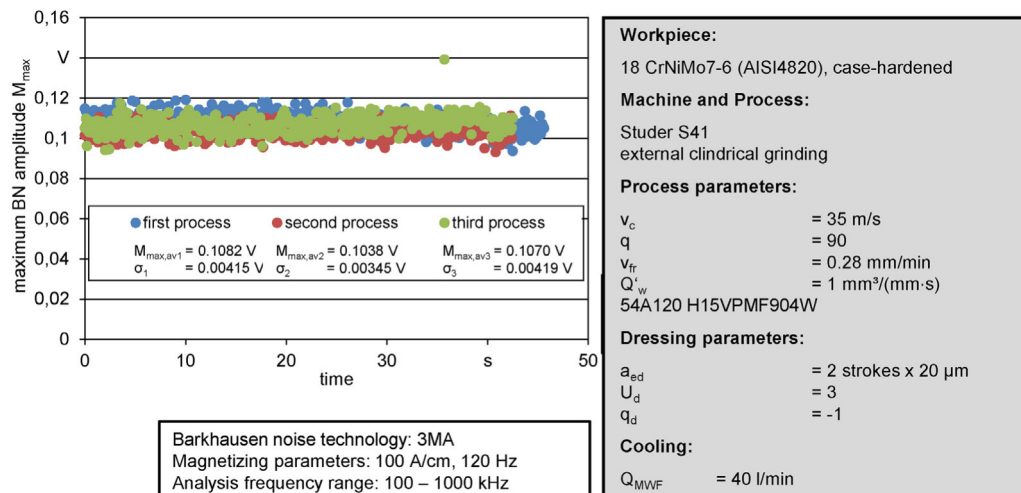 0,16
V
0,12
0,1
0,08
0,06
0,04
0,02
0
maximum BN amplitude Mmax
first process second process third process
Mmax,av1 = 0.1082 V Mmax,av2 = 0.1038 V Mmax,av3 = 0.1070 V
σ1 = 0.00415 V σ2 = 0.00345 V σ3 = 0.00419 V
0 10 20 30 s 50
time
Barkhausen noise technology: 3MA
Magnetizing parameters: 100 A/cm, 120 Hz
Analysis frequency range: 100 – 1000 kHz
Workpiece:
18 CrNiMo7-6 (AISI4820), case-hardened
Machine and Process:
Studer S41
external clindrical grinding
Process parameters:
vc = 35 m/s
q = 90
vfr = 0.28 mm/min
Q‘w = 1 mm³/(mm·s)
54A120 H15VPMF904W
Dressing parameters:
aed = 2 strokes x 20 µm
Ud = 3
qd = -1
Cooling:
QMWF = 40 l/min